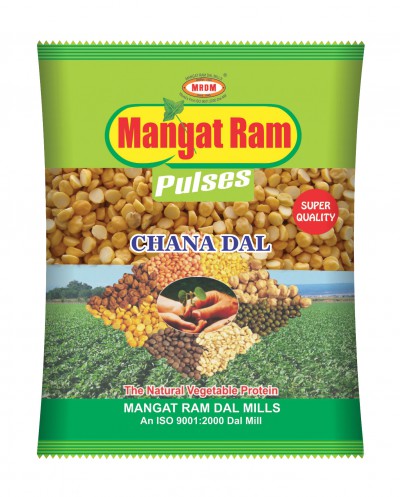 MRDM
Mangat Ram
Pulses
SUPER
QUALITY
CHANA DAL
The Natural Vegetable Protein
MANGAT RAM DAL MILLS
An ISO 9001:2000 Dal Mill